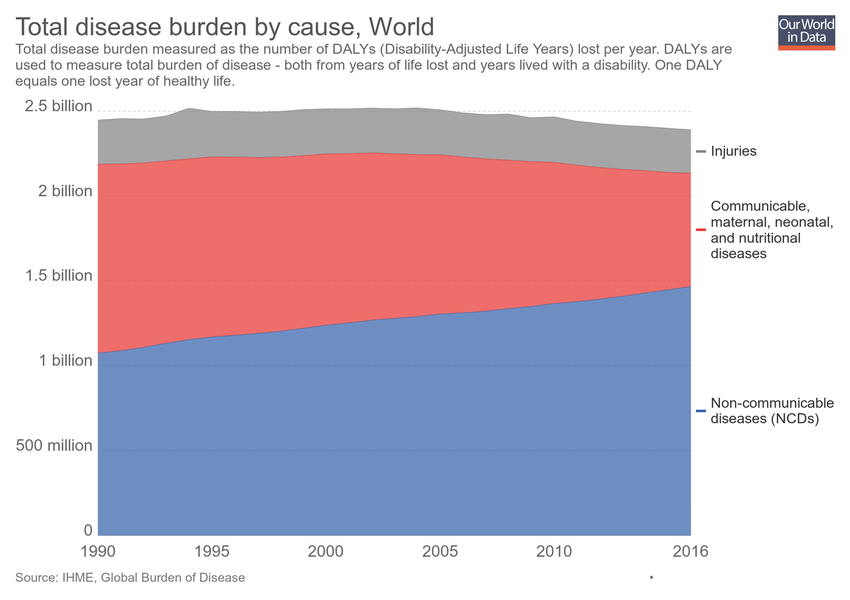 Total disease burden by cause, World
Our World
in Data
Total disease burden measured as the number of DALYs (Disability-Adjusted Life Years) lost per year. DALYs are
used to measure total burden of disease - both from years of life lost and years lived with a disability. One DALY
equals one lost year of healthy life.
2.5 billion
2 billion
1.5 billion
1 billion
500 million
0
Injuries
Communicable,
maternal, neonatal,
and nutritional
diseases
Non-communicable
diseases (NCDs)
1990
1995
2000
2005
2010
2016
Source: IHME, Global Burden of Disease